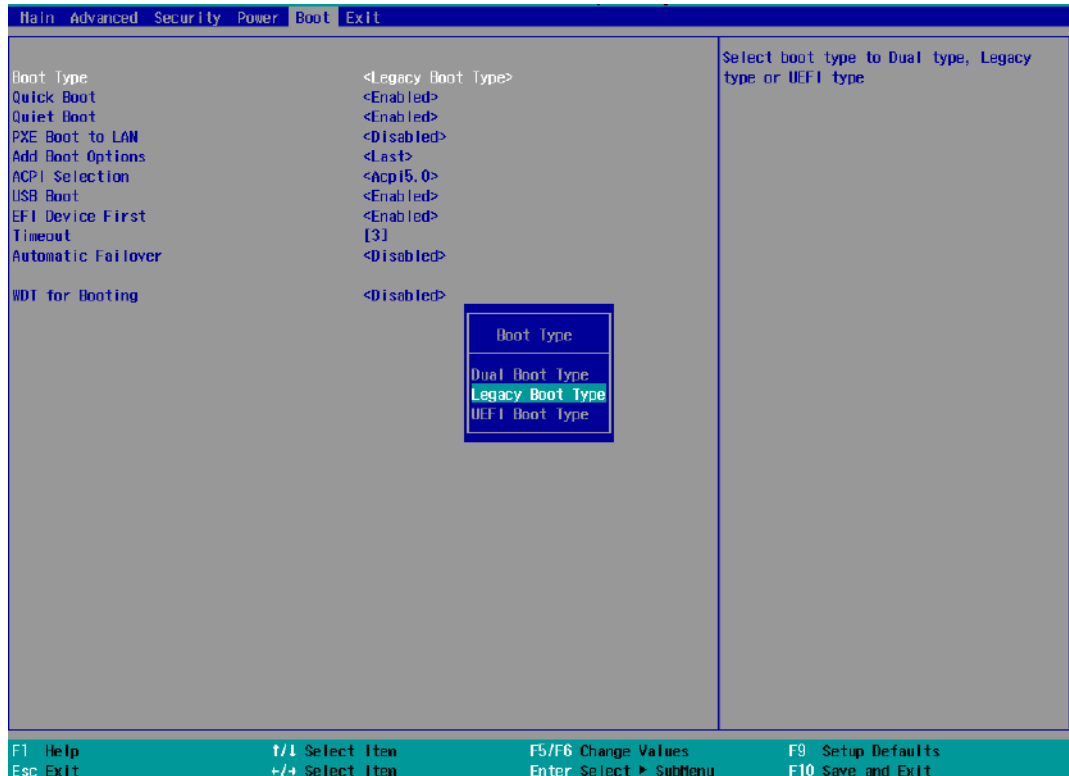 Main Advanced Security Power Boot Exit
Boot Type <Legacy Boot Type>
Quick Boot <Enabled>
Quiet Boot <Enabled>
PXE Boot to LAN <Disabled>
Add Boot Options <Last>
ACPI Selection <Acpi5.0>
USB Boot <Enabled>
EFI Device First <Enabled>
Timeout [3]
Automatic Failover <Disabled>
WDT for Booting <Disabled>
Select boot type to Dual type, Legacy
type or UEFI type
Boot Type
Dual Boot Type
Legacy Boot Type
UEFI Boot Type
F1 Help ↑/↓ Select Item F5/F6 Change Values F9 Setup Defaults
Esc Exit ←/→ Select Item Enter Select ► SubMenu F10 Save and Exit